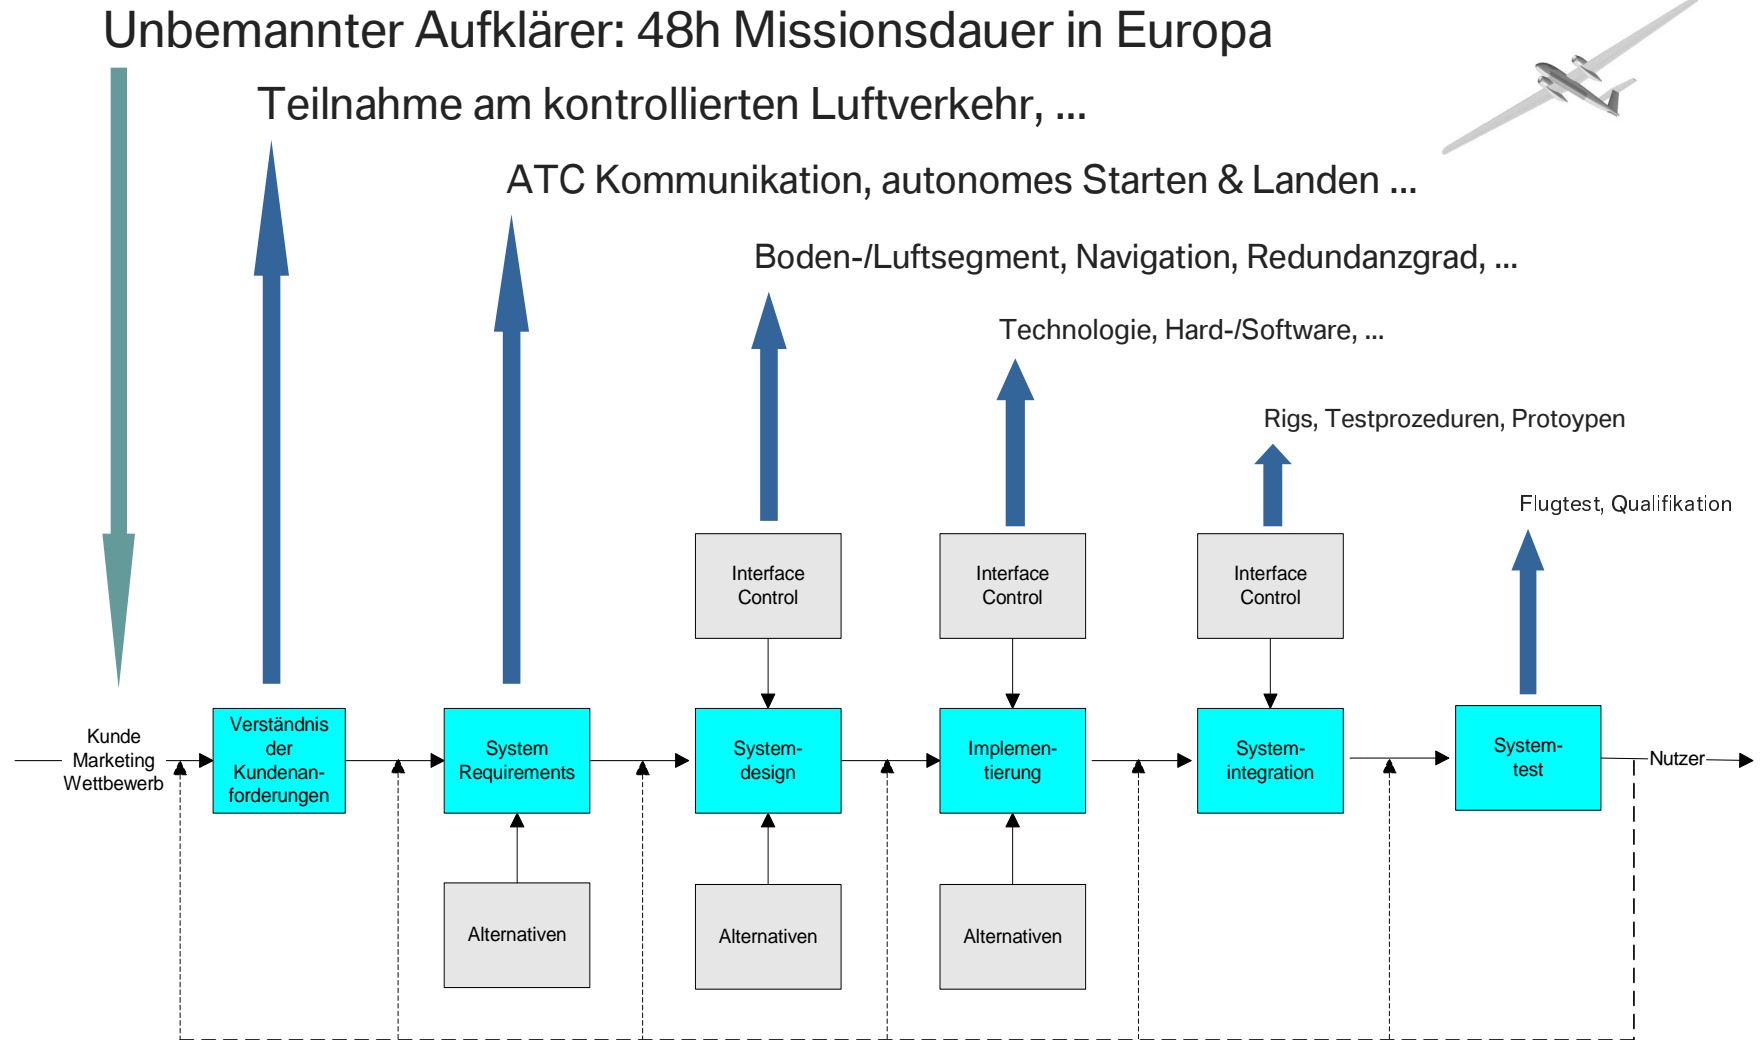 Unbemannter Aufklärer: 48h Missionsdauer in Europa
Teilnahme am kontrollierten Luftverkehr, ...
ATC Kommunikation, autonomes Starten & Landen ...
Boden-/Luftsegment, Navigation, Redundanzgrad, ...
Technologie, Hard-/Software, ...
Rigs, Testprozeduren, Protoypen
Flugtest, Qualifikation
Interface
Control
Interface
Control
Interface
Control
Kunde
Marketing
Wettbewerb
Verständnis
der
Kundenan-
forderungen
System
Requirements
System-
design
Implemen-
tierung
System-
integration
System-
test
Nutzer
Alternativen
Alternativen
Alternativen